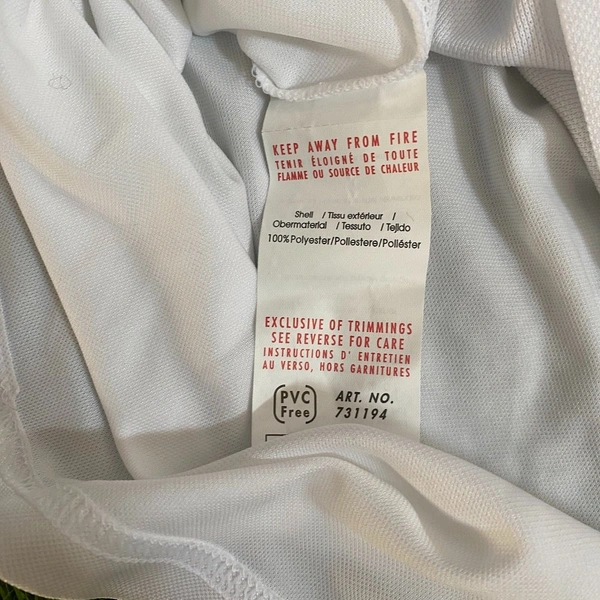 KEEP AWAY FROM FIRE
TENIR ÉLOIGNÉ DE TOUTE
FLAMME OU SOURCE DE CHALEUR
Shell / Tissu extérieur /
Obermaterial / Tessuto / Tejido
100%Polyester/Poliestere/Poliéster
EXCLUSIVE OF TRIMMINGS
SEE REVERSE FOR CARE
INSTRUCTIONS D' ENTRETIEN
AU VERSO, HORS GARNITURES
PVC Free
ART. NO.
731194